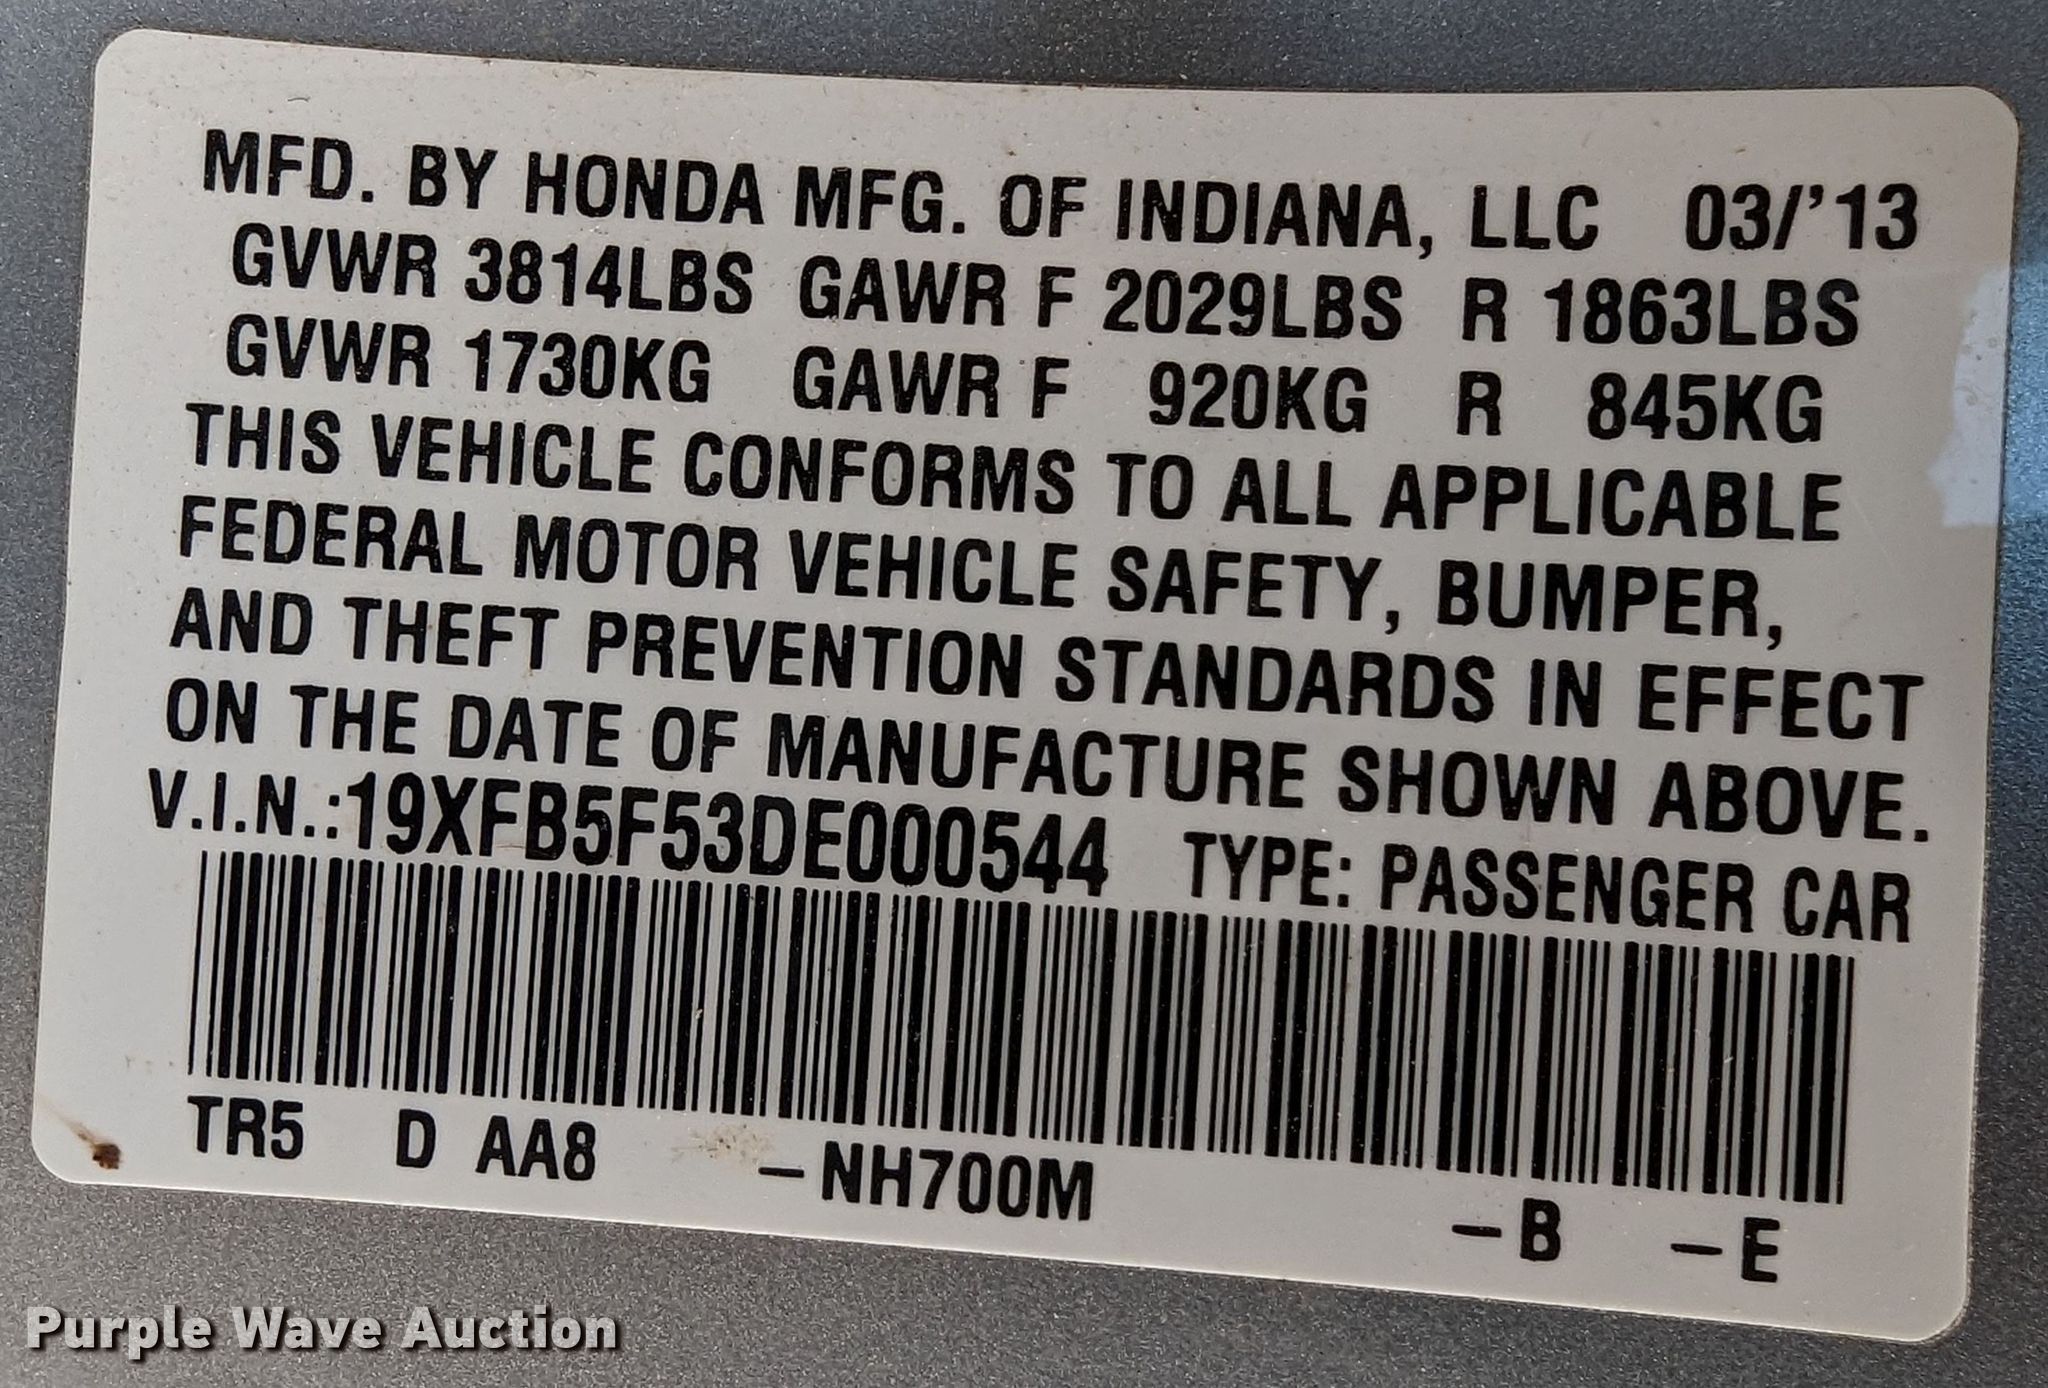 MFD. BY HONDA MFG. OF INDIANA, LLC 03/'13
GVWR 3814LBS GAWR F 2029LBS R 1863LBS
GVWR 1730KG GAWR F 920KG R 845KG
THIS VEHICLE CONFORMS TO ALL APPLICABLE
FEDERAL MOTOR VEHICLE SAFETY, BUMPER,
AND THEFT PREVENTION STANDARDS IN EFFECT
ON THE DATE OF MANUFACTURE SHOWN ABOVE.
V.I.N.:19XFB5F53DE000544 TYPE: PASSENGER CAR
TR5 D AA8 –NH700M –B –E
Purple Wave Auction